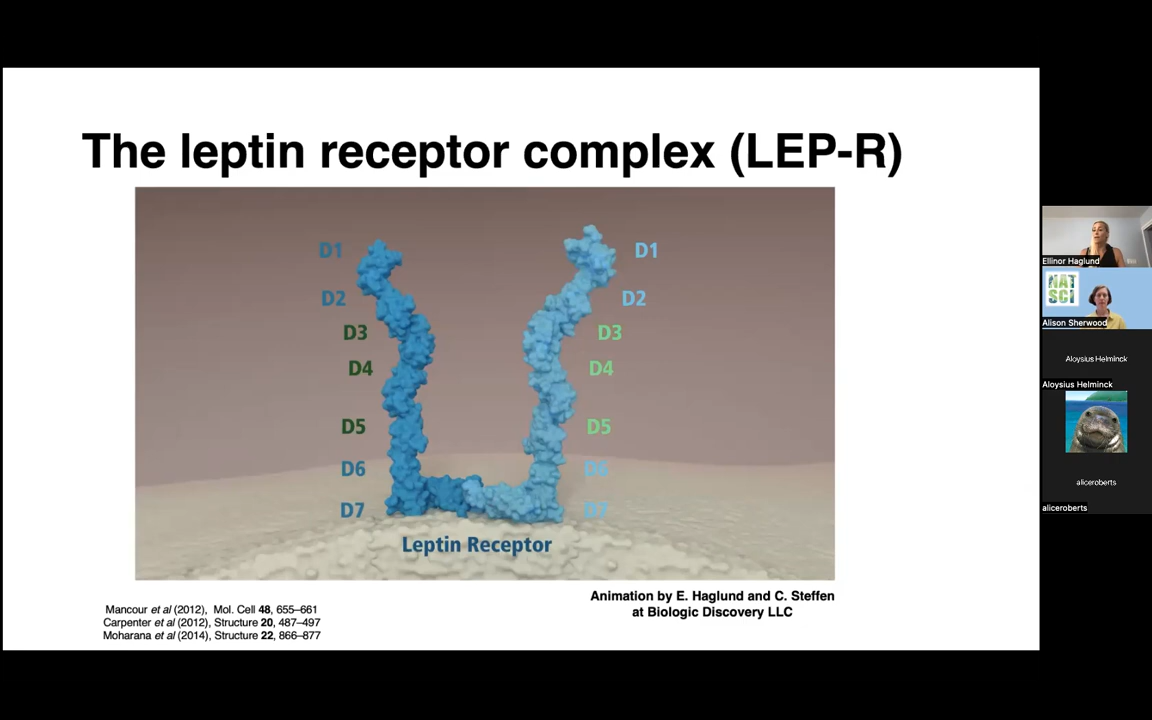 The leptin receptor complex (LEP-R)
D1
D1
D2
D2
D3
D3
D4
D4
D5
D5
D6
D6
D7
D7
Leptin Receptor
Animation by E. Haglund and C. Steffen
at Biologic Discovery LLC
Mancour et al (2012), Mol. Cell 48, 655–661
Carpenter et al (2012), Structure 20, 487–497
Moharana et al (2014), Structure 22, 866–877
Ellinor Haglund
NAT
SCI
Alison Sherwood
Aloysius Helminck
Aloysius Helminck
aliceroberts
aliceroberts